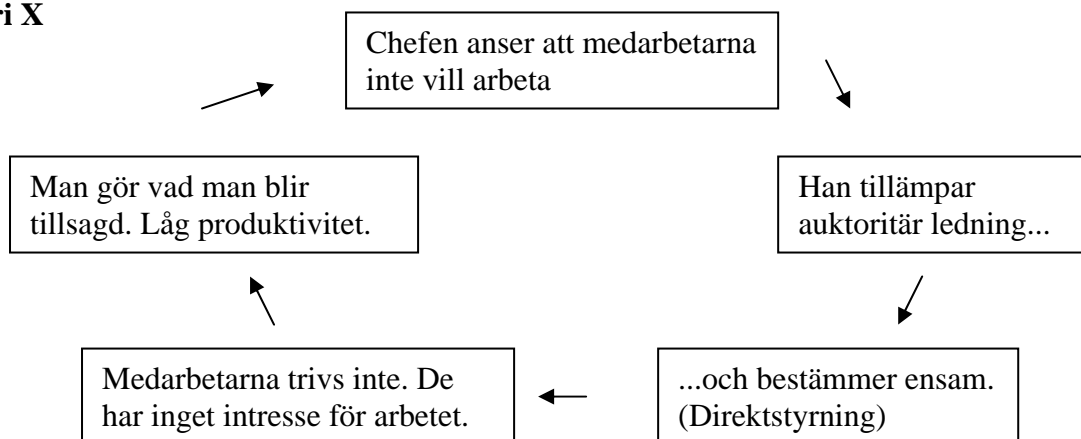 ri X
Chefen anser att medarbetarna
inte vill arbeta
Han tillämpar
auktoritär ledning...
...och bestämmer ensam.
(Direktstyrning)
Medarbetarna trivs inte. De
har inget intresse för arbetet.
Man gör vad man blir
tillsagd. Låg produktivitet.